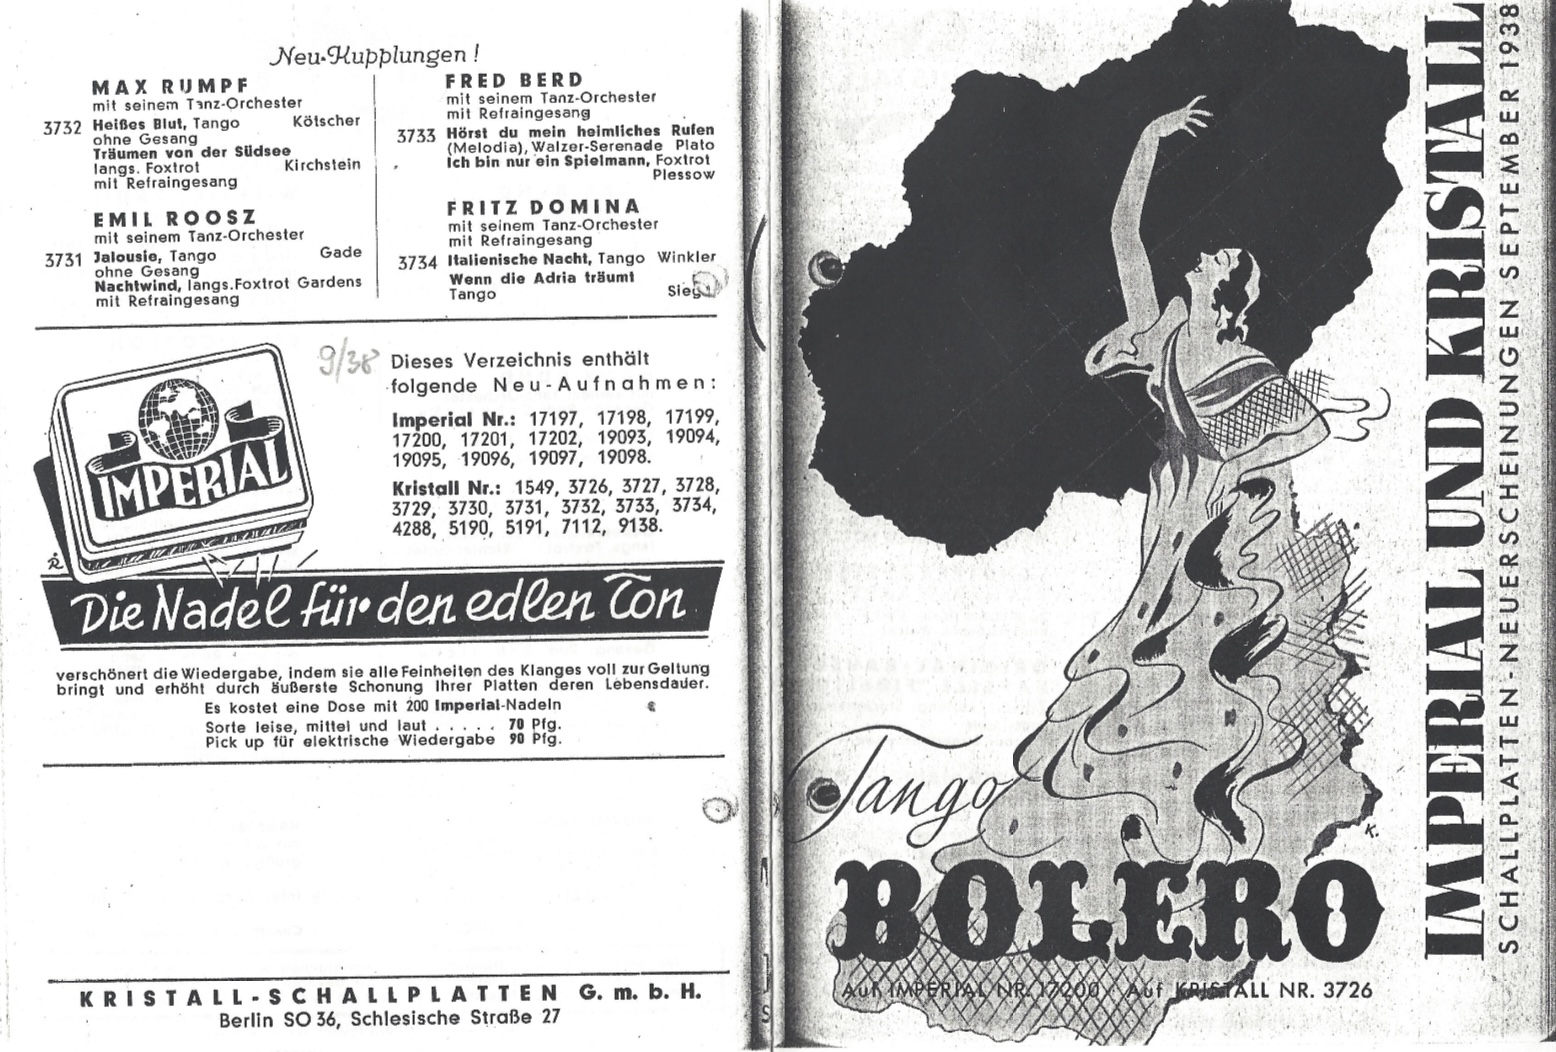 Neu-Kupplungen!
MAX RUMPF
mit seinem Tanz-Orchester
3732 Heißes Blut, Tango Kötscher
ohne Gesang
Träumen von der Südsee
langs. Foxtrot Kirchstein
mit Refraingesang
EMIL ROOSZ
mit seinem Tanz-Orchester
3731 Jalousie, Tango Gade
ohne Gesang
Nachtwind, langs.Foxtrot Gardens
mit Refraingesang
FRED BERD
mit seinem Tanz-Orchester
mit Refraingesang
3733 Hörst du mein heimliches Rufen
(Melodia), Walzer-Serenade Plato
Ich bin nur ein Spielmann, Foxtrot
Plessow
FRITZ DOMINA
mit seinem Tanz-Orchester
mit Refraingesang
3734 Italienische Nacht, Tango Winkler
Wenn die Adria träumt
Tango
9/38
IMPERIAL
Dieses Verzeichnis enthält
folgende Neu-Aufnahmen:
Imperial Nr.: 17197, 17198, 17199,
17200, 17201, 17202, 19093, 19094,
19095, 19096, 19097, 19098.
Kristall Nr.: 1549, 3726, 3727, 3728,
3729, 3730, 3731, 3732, 3733, 3734,
4288, 5190, 5191, 7112, 9138.
Die Nadel für den edlen Ton
verschönert die Wiedergabe, indem sie alle Feinheiten des Klanges voll zur Geltung
bringt und erhöht durch äußerste Schonung Ihrer Platten deren Lebensdauer.
Es kostet eine Dose mit 200 Imperial-Nadeln
Sorte leise, mittel und laut . . . . . 70 Pfg.
Pick up für elektrische Wiedergabe 90 Pfg.
KRISTALL-SCHALLPLATTEN G. m. b. H.
Berlin SO 36, Schlesische Straße 27
Tango
BOLERO
K.
Auf IMPERIAL NR. 17200 Auf KRISTALL NR. 3726
IMPERIAL UND KRISTALL
SCHALLPLATTEN-NEUERSCHEINUNGEN SEPTEMBER 1938